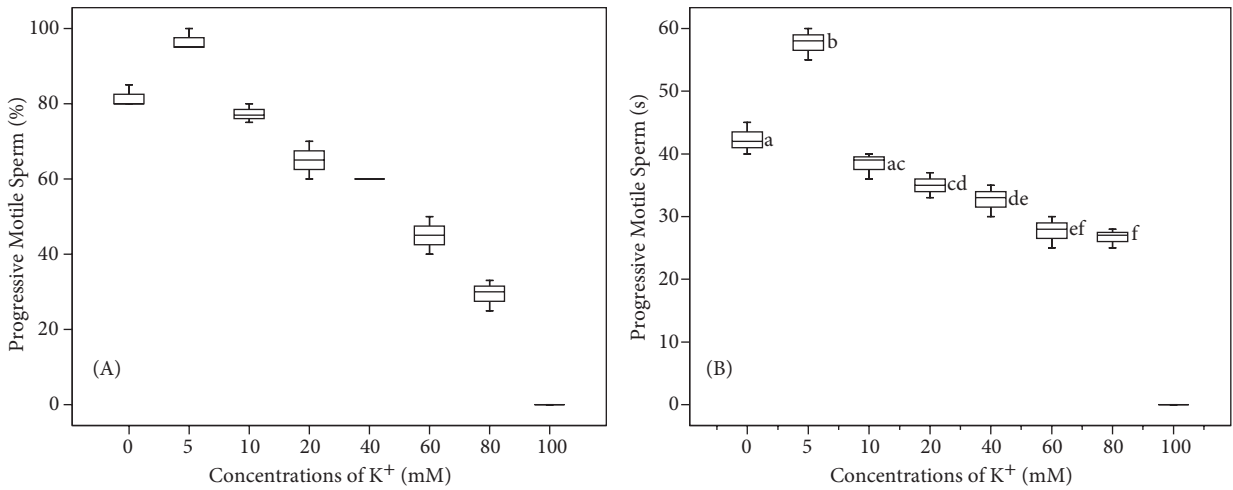 100
80
60
40
20
0
Progressive Motile Sperm (%)
(A)
0 5 10 20 40 60 80 100
Concentrations of K+ (mM)
60
50
40
30
20
10
0
Progressive Motile Sperm (s)
a
b
ac
cd
de
ef
f
(B)
0 5 10 20 40 60 80 100
Concentrations of K+ (mM)